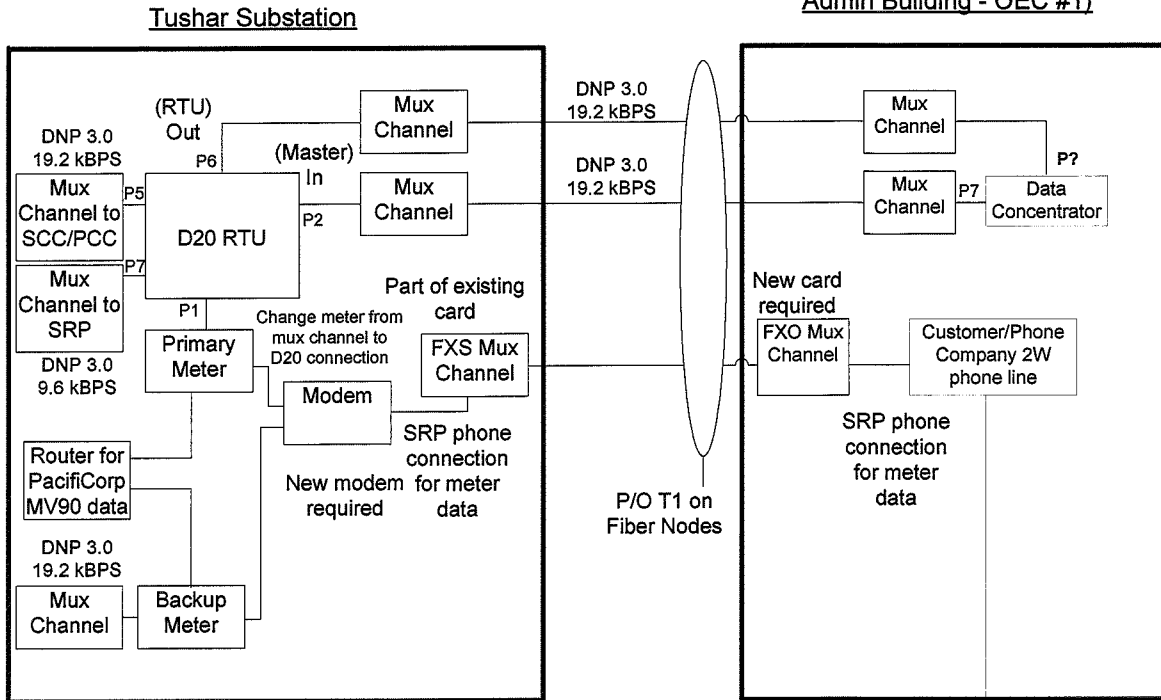 Tushar Substation
Admin Building - OEC #1)
(RTU)
Out
P6
DNP 3.0
19.2 kBPS
Mux
Channel to
SCC/PCC
P5
Mux
Channel to
SRP
P7
DNP 3.0
9.6 kBPS
D20 RTU
(Master)
In
P2
P1
Mux
Channel
Mux
Channel
DNP 3.0
19.2 kBPS
DNP 3.0
19.2 kBPS
Mux
Channel
Mux
Channel
P?
P7
Data
Concentrator
Primary
Meter
Change meter from
mux channel to
D20 connection
Part of existing
card
FXS Mux
Channel
Modem
New modem
required
SRP phone
connection
for meter
data
Router for
PacifiCorp
MV90 data
DNP 3.0
19.2 kBPS
Mux
Channel
Backup
Meter
P/O T1 on
Fiber Nodes
New card
required
FXO Mux
Channel
Customer/Phone
Company 2W
phone line
SRP phone
connection
for meter
data